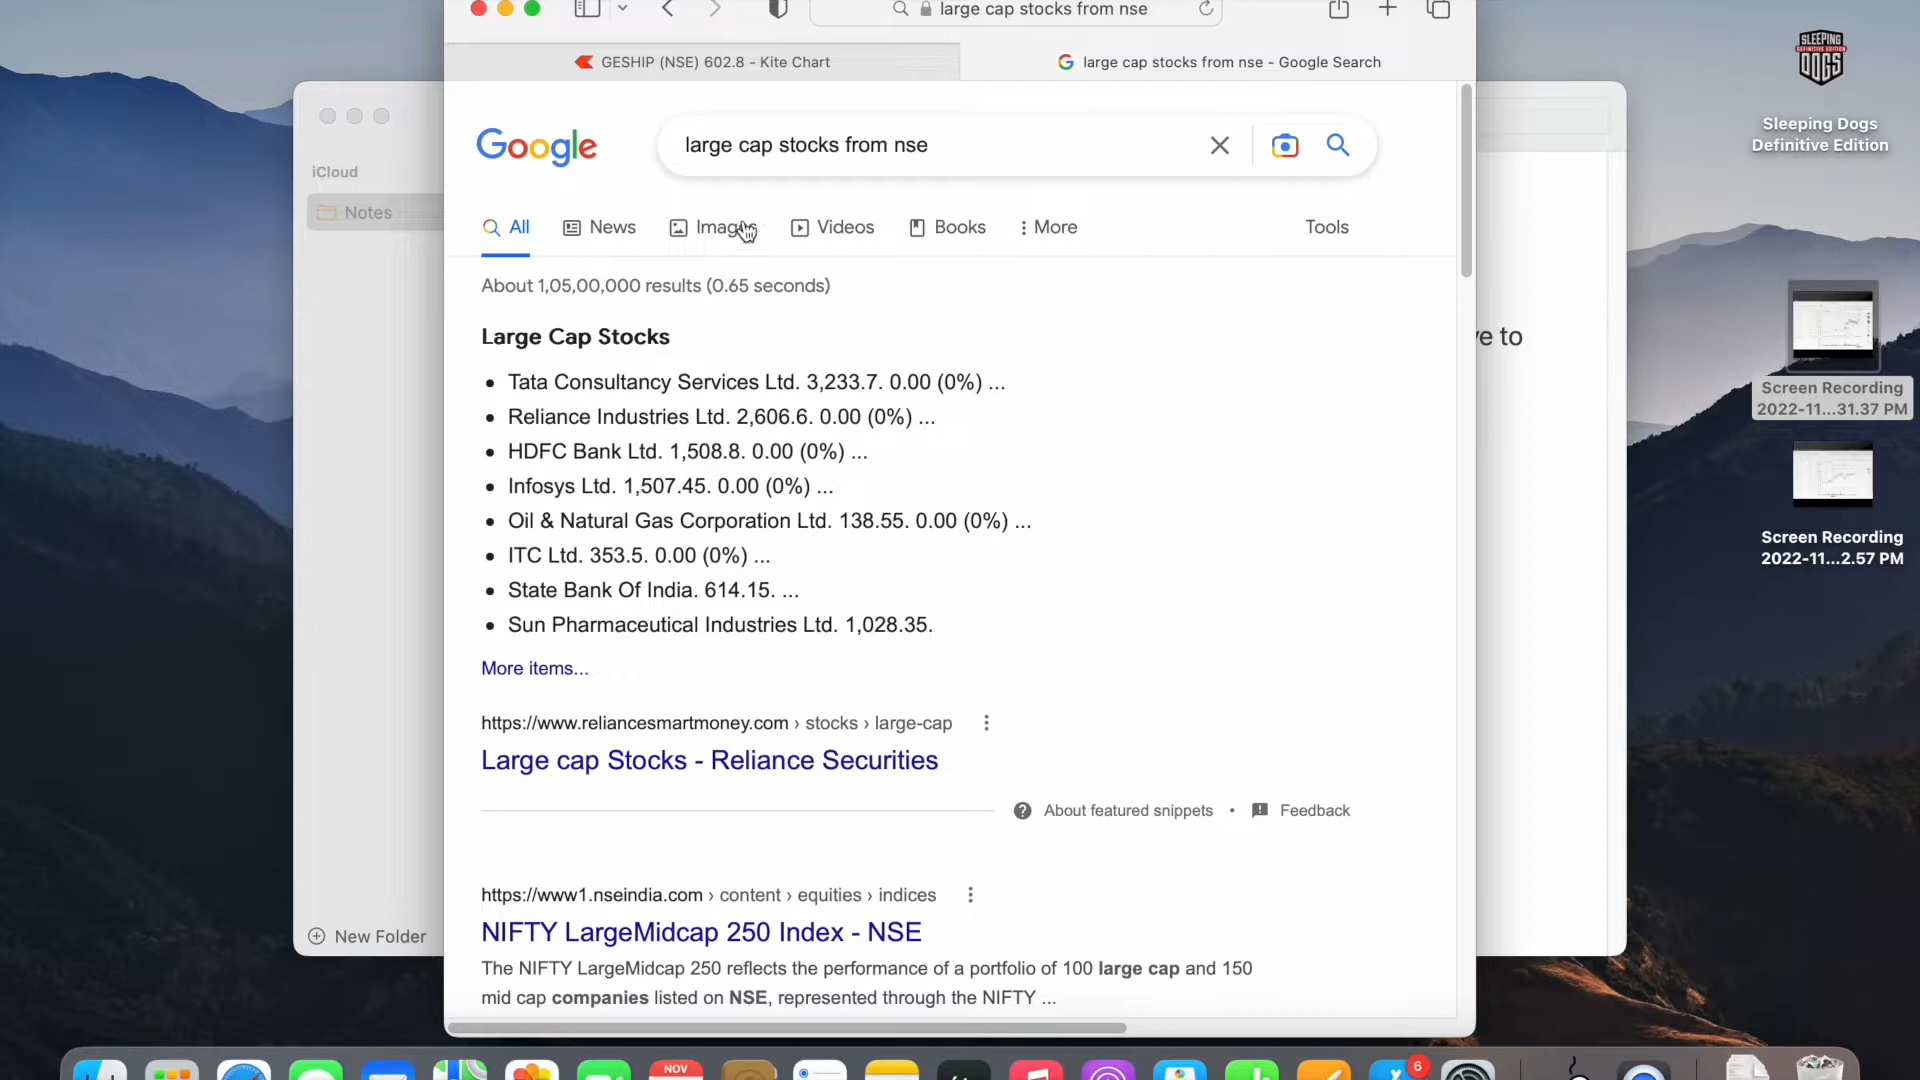 large cap stocks from nse
GESHIP (NSE) 602.8 - Kite Chart
large cap stocks from nse - Google Search
Google
large cap stocks from nse
All
News
Videos
Books
More
Tools
About 1,05,00,000 results (0.65 seconds)
Large Cap Stocks
• Tata Consultancy Services Ltd. 3,233.7. 0.00 (0%) ...
• Reliance Industries Ltd. 2,606.6. 0.00 (0%) ...
• HDFC Bank Ltd. 1,508.8. 0.00 (0%) ...
• Infosys Ltd. 1,507.45. 0.00 (0%) ...
• Oil & Natural Gas Corporation Ltd. 138.55. 0.00 (0%) ...
• ITC Ltd. 353.5. 0.00 (0%) ...
• State Bank Of India. 614.15. ...
• Sun Pharmaceutical Industries Ltd. 1,028.35.
More items...
https://www.reliancesmartmoney.com › stocks › large-cap
Large cap Stocks - Reliance Securities
About featured snippets • Feedback
https://www1.nseindia.com › content › equities › indices
NIFTY LargeMidcap 250 Index - NSE
The NIFTY LargeMidcap 250 reflects the performance of a portfolio of 100 large cap and 150
mid cap companies listed on NSE, represented through the NIFTY ...
iCloud
Notes
New Folder
e to
SLEEPING
DEFINITIVE EDITION
DOGS
Sleeping Dogs
Definitive Edition
Screen Recording
2022-11...31.37 PM
Screen Recording
2022-11...2.57 PM
NOV
6